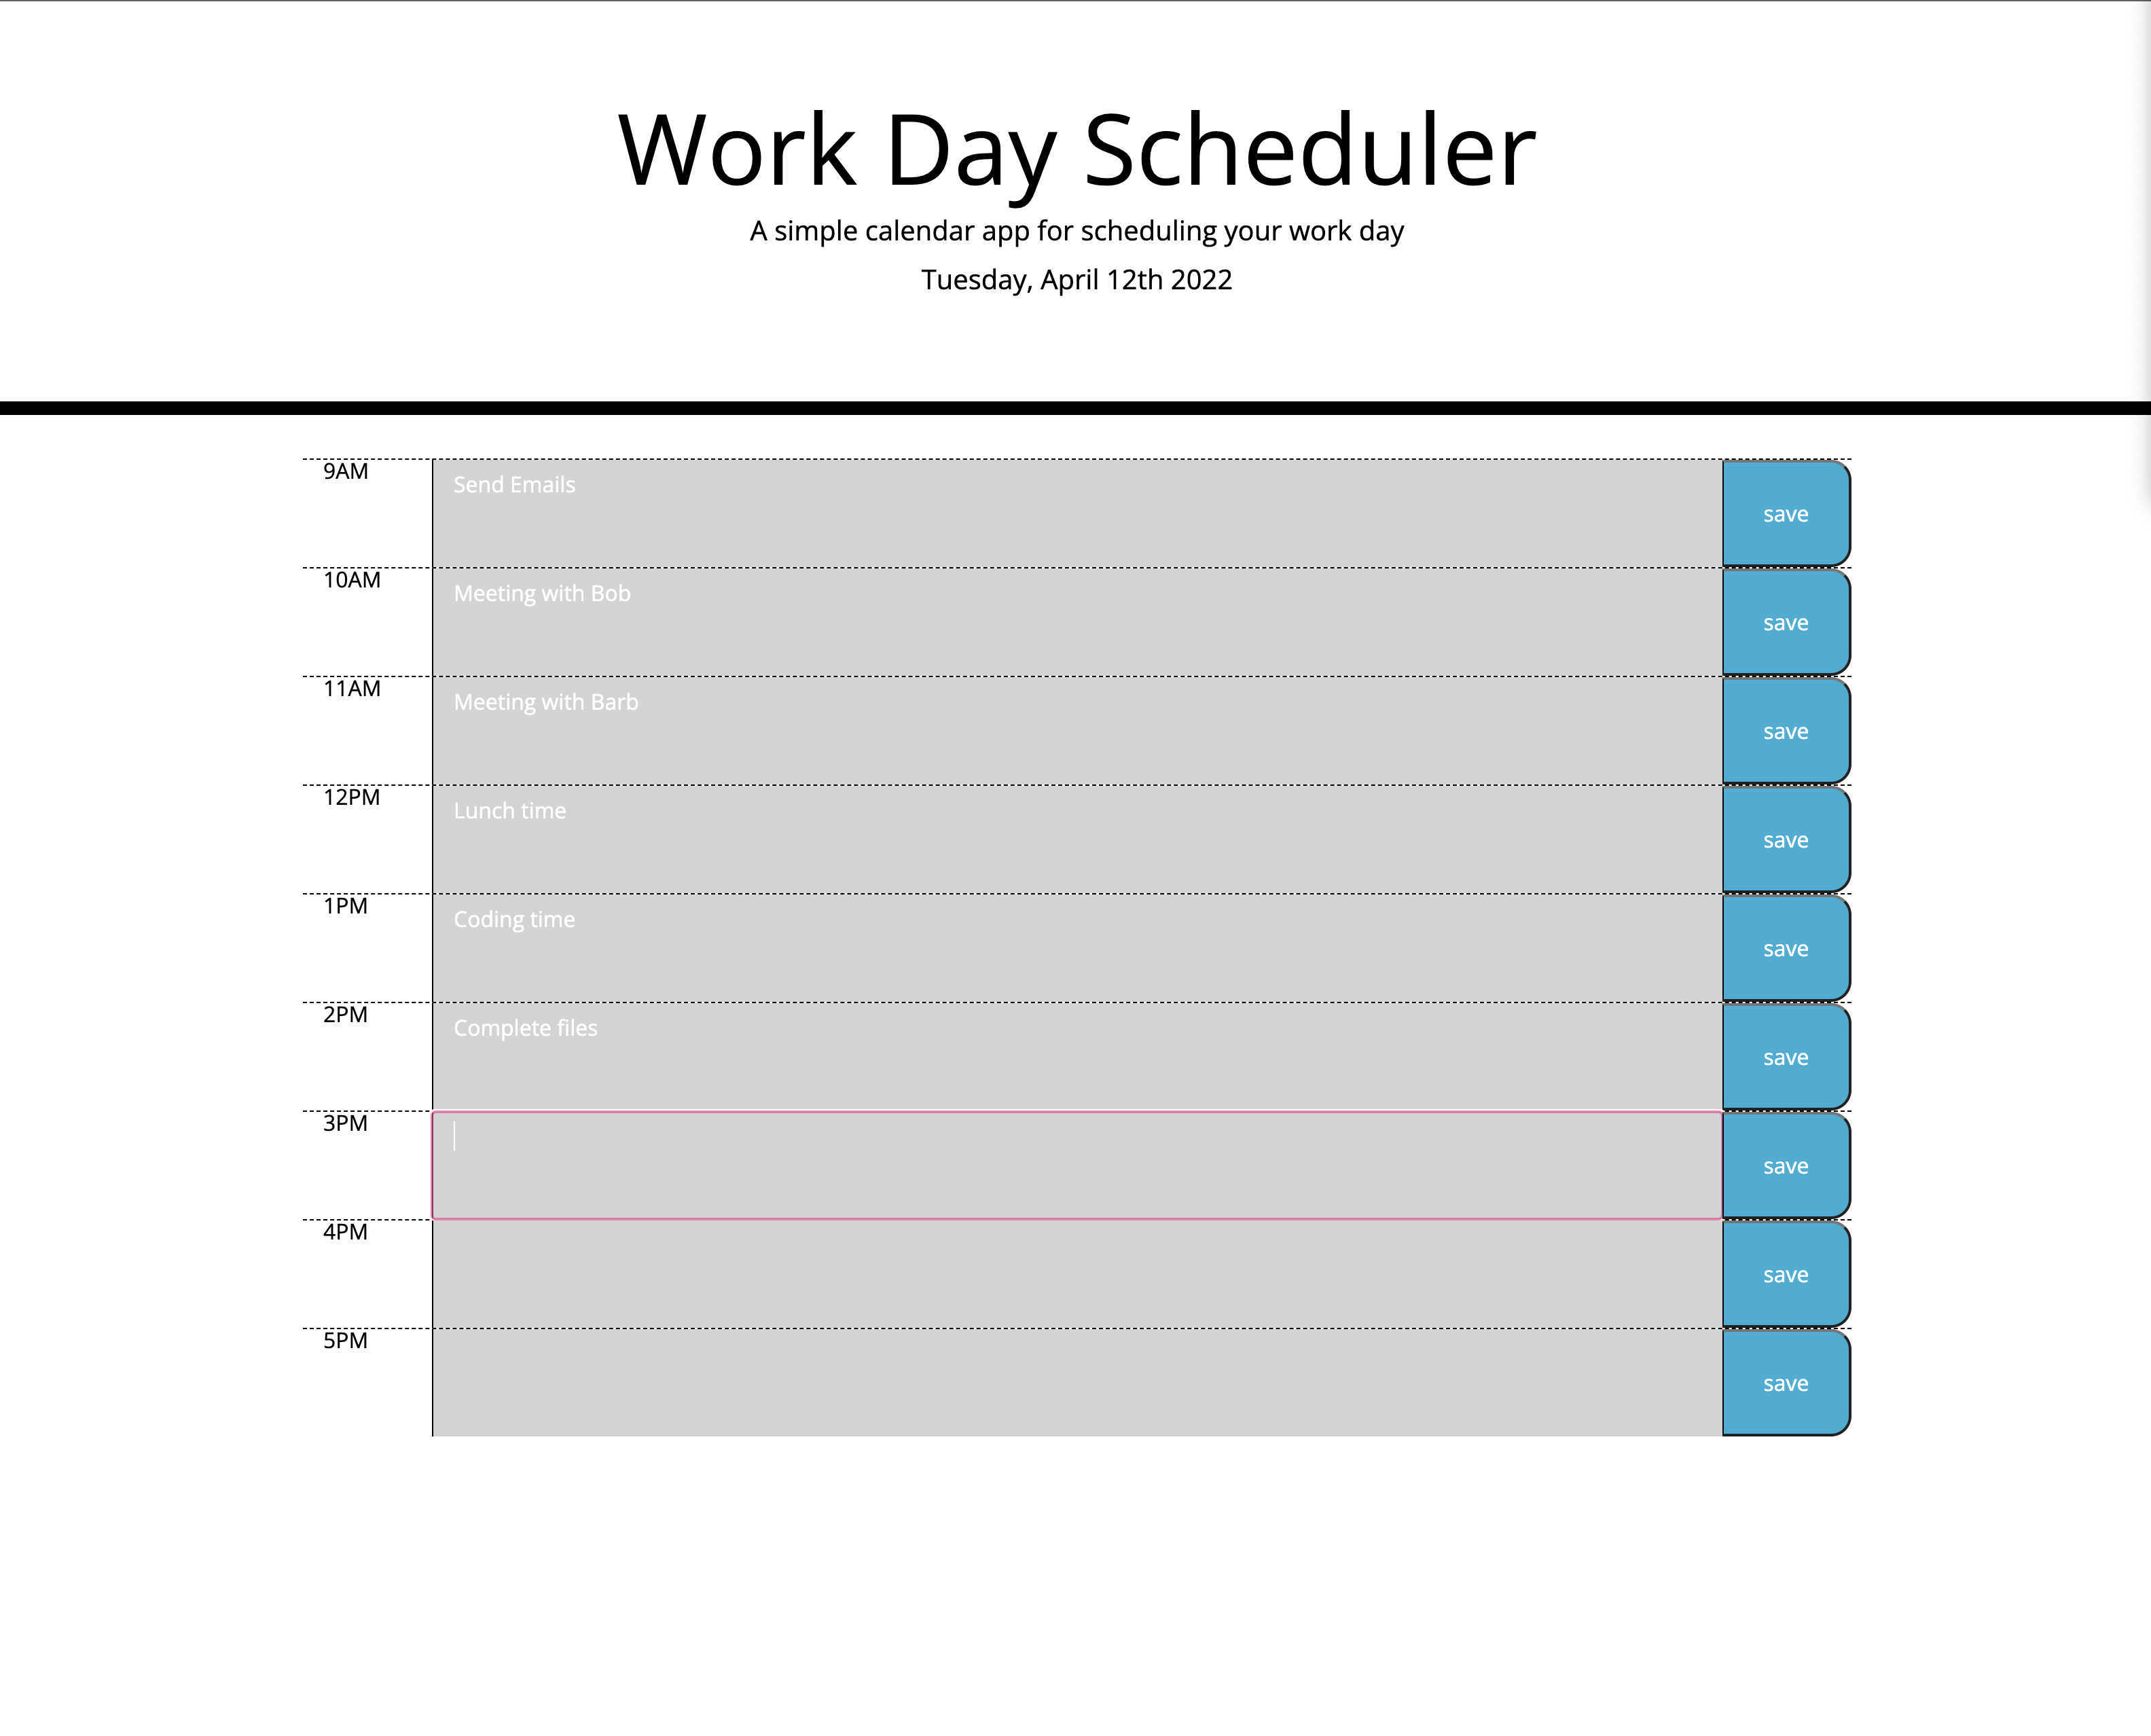 Work Day Scheduler
A simple calendar app for scheduling your work day
Tuesday, April 12th 2022
9AM
Send Emails
save
10AM
Meeting with Bob
save
11AM
Meeting with Barb
save
12PM
Lunch time
save
1PM
Coding time
save
2PM
Complete files
save
3PM
save
4PM
save
5PM
save